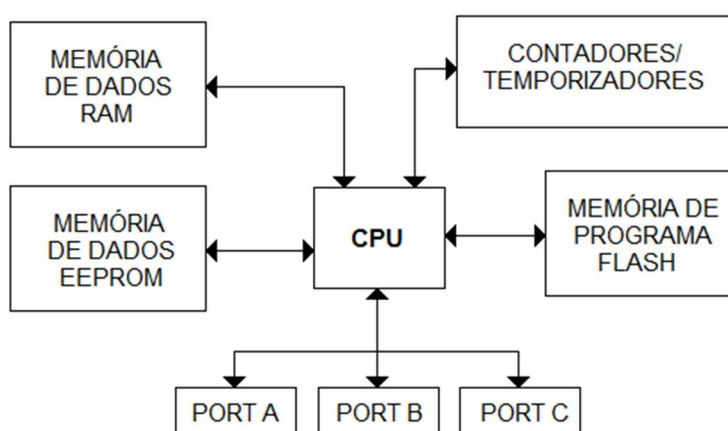 MEMÓRIA
DE DADOS
RAM
CONTADORES/
TEMPORIZADORES
MEMÓRIA
DE DADOS
EEPROM
CPU
MEMÓRIA DE
PROGRAMA
FLASH
PORT A
PORT B
PORT C